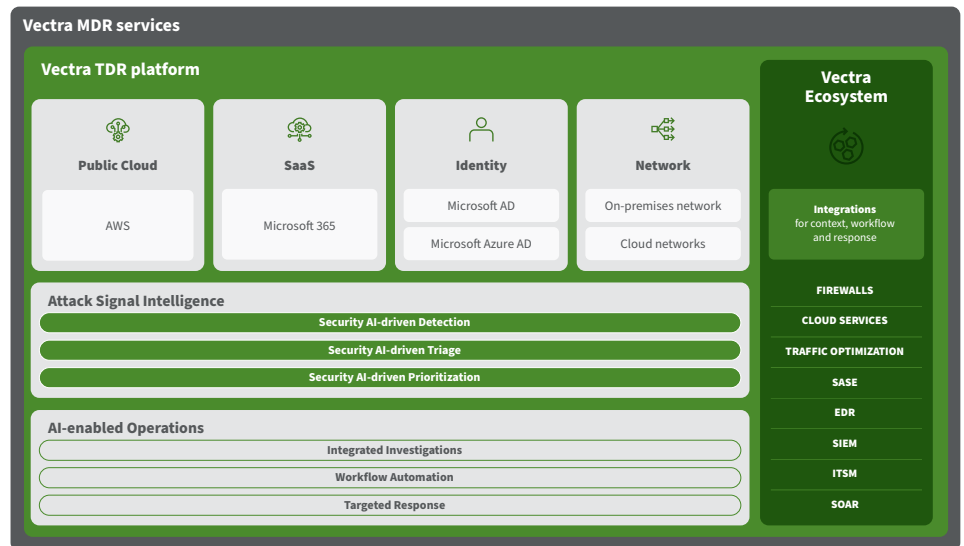 Vectra MDR services
Vectra TDR platform
Public Cloud
AWS
SaaS
Microsoft 365
Identity
Microsoft AD
Microsoft Azure AD
Network
On-premises network
Cloud networks
Attack Signal Intelligence
Security AI-driven Detection
Security AI-driven Triage
Security AI-driven Prioritization
AI-enabled Operations
Integrated Investigations
Workflow Automation
Targeted Response
Vectra
Ecosystem
Integrations
for context, workflow
and response
FIREWALLS
CLOUD SERVICES
TRAFFIC OPTIMIZATION
SASE
EDR
SIEM
ITSM
SOAR